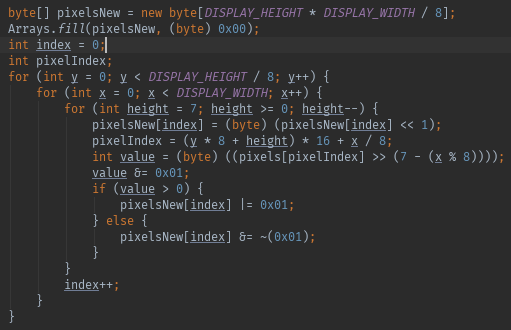 byte[] pixelsNew = new byte[DISPLAY_HEIGHT * DISPLAY_WIDTH / 8];
Arrays.fill(pixelsNew, (byte) 0x00);
int index = 0;
int pixelIndex;
for (int y = 0; y < DISPLAY_HEIGHT / 8; y++) {
for (int x = 0; x < DISPLAY_WIDTH; x++) {
for (int height = 7; height >= 0; height--) {
pixelsNew[index] = (byte) (pixelsNew[index] << 1);
pixelIndex = (y * 8 + height) * 16 + x / 8;
int value = (byte) ((pixels[pixelIndex] >> (7 - (x % 8))));
value &= 0x01;
if (value > 0) {
pixelsNew[index] |= 0x01;
} else {
pixelsNew[index] &= ~(0x01);
}
}
index++;
}
}